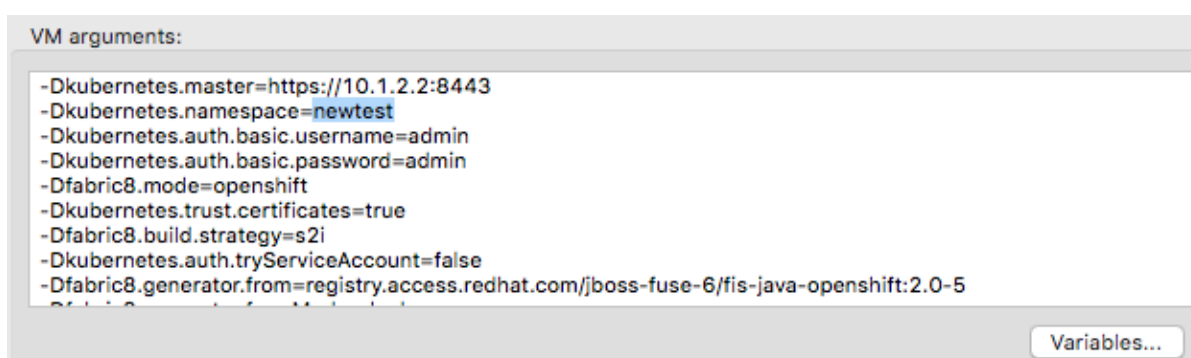 VM arguments:
-Dkubernetes.master=https://10.1.2.2:8443
-Dkubernetes.namespace=newtest
-Dkubernetes.auth.basic.username=admin
-Dkubernetes.auth.basic.password=admin
-Dfabric8.mode=openshift
-Dkubernetes.trust.certificates=true
-Dfabric8.build.strategy=s2i
-Dkubernetes.auth.tryServiceAccount=false
-Dfabric8.generator.from=registry.access.redhat.com/jboss-fuse-6/fis-java-openshift:2.0-5
Variables...